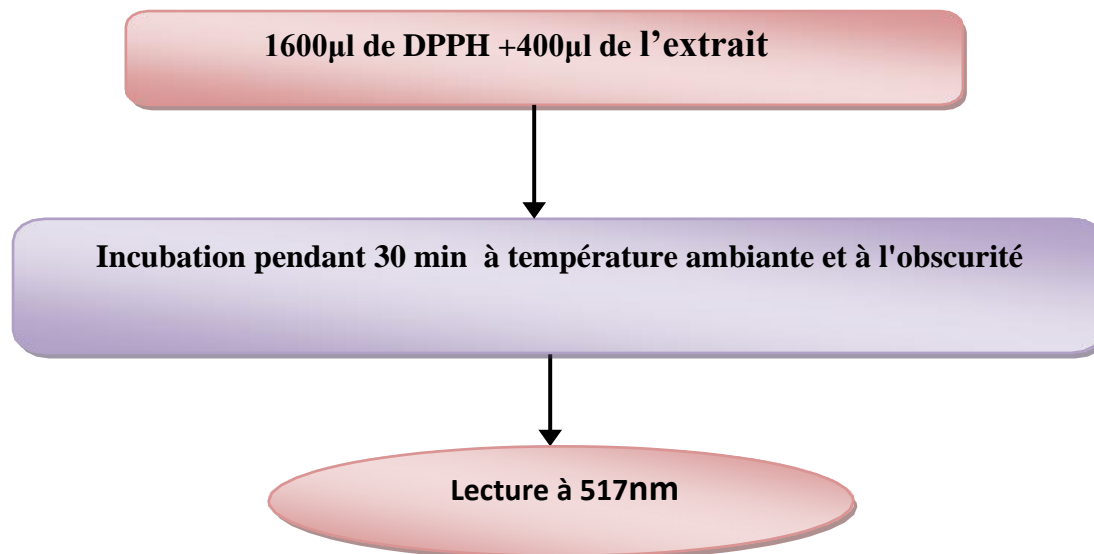 1600µl de DPPH +400µl de l’extrait
Incubation pendant 30 min à température ambiante et à l'obscurité
Lecture à 517nm